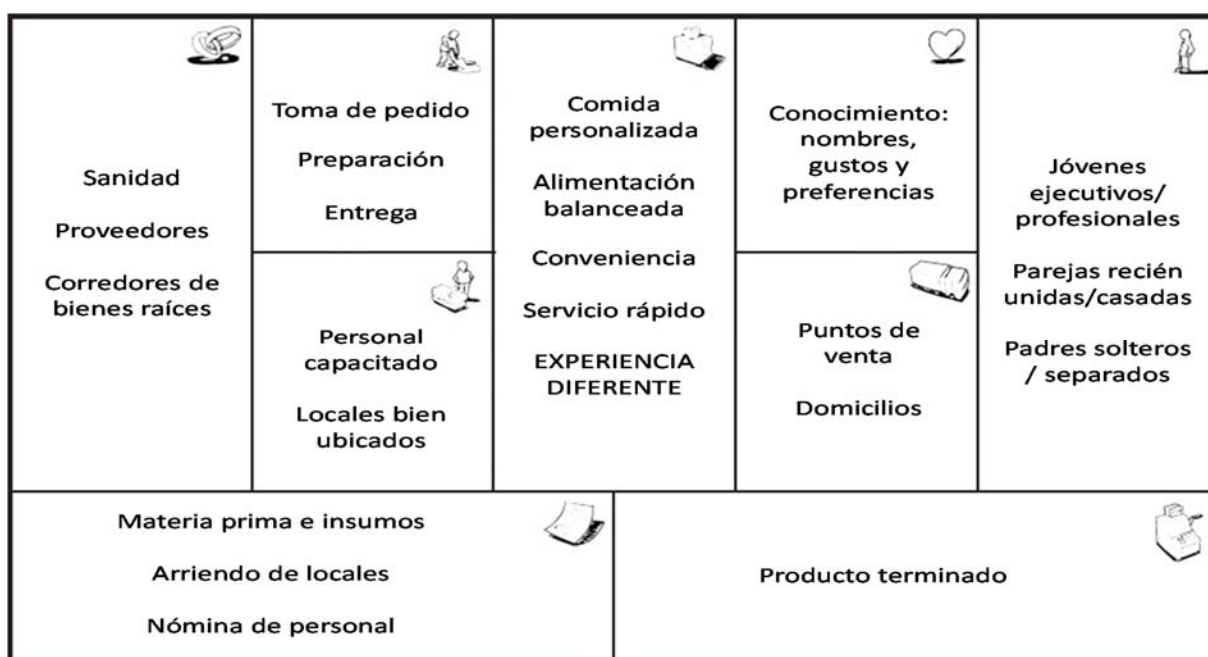 Sanidad
Proveedores
Corredores de
bienes raíces
Toma de pedido
Preparación
Entrega
Personal
capacitado
Locales bien
ubicados
Comida
personalizada
Alimentación
balanceada
Conveniencia
Servicio rápido
EXPERIENCIA
DIFERENTE
Conocimiento:
nombres,
gustos y
preferencias
Puntos de
venta
Domicilios
Jóvenes
ejecutivos/
profesionales
Parejas recién
unidas/casadas
Padres solteros
/ separados
Materia prima e insumos
Arriendo de locales
Nómina de personal
Producto terminado